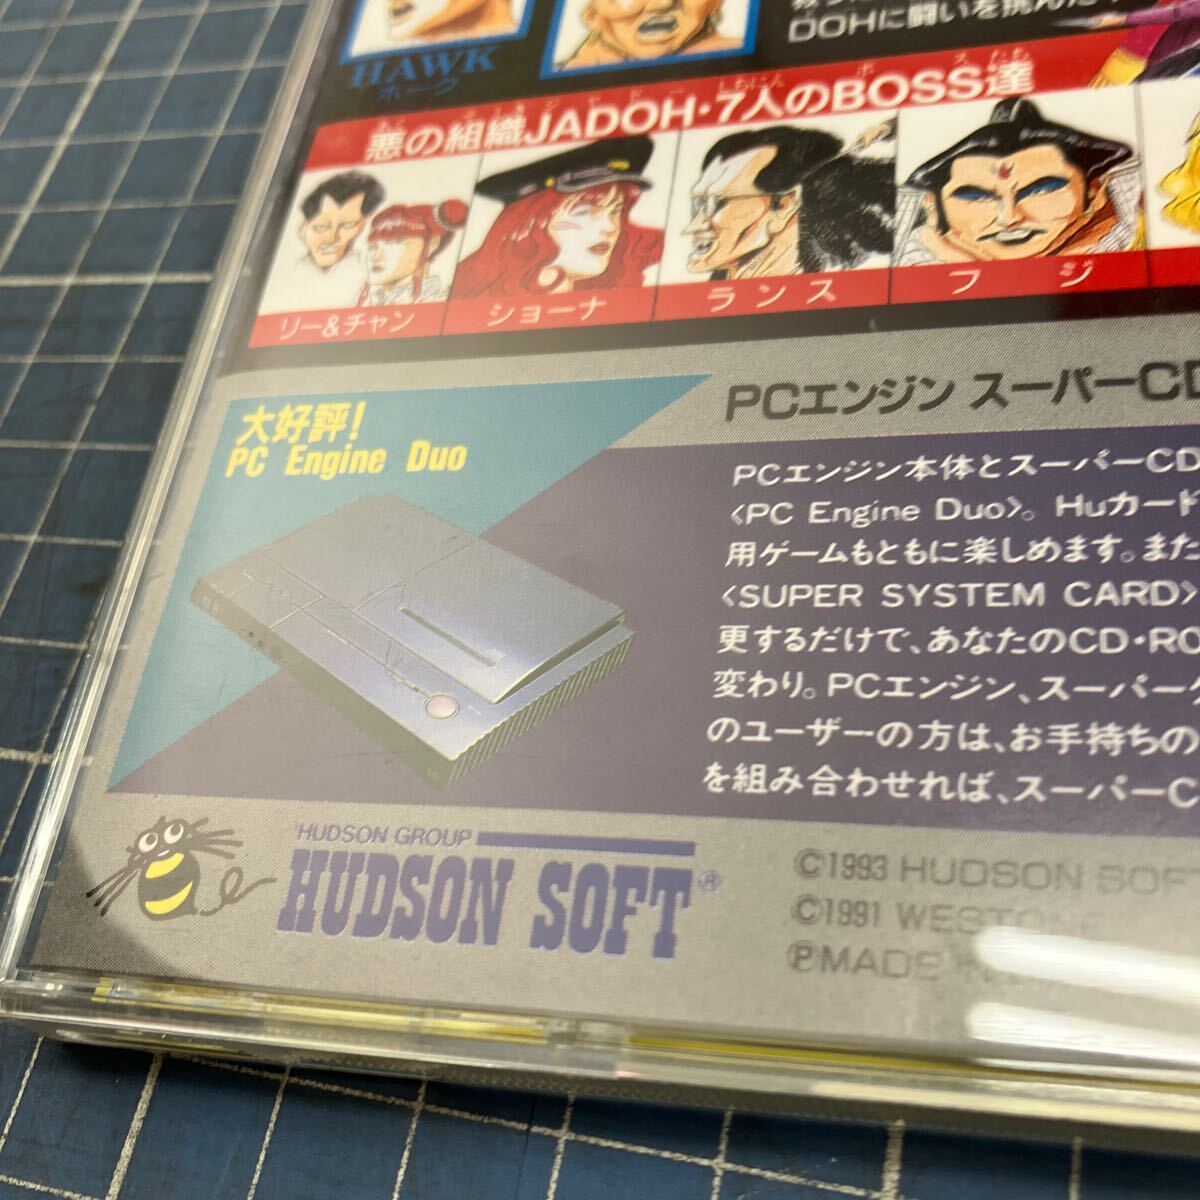 DOHに闘いを挑んだ
HAWK
ホーク
悪の組織JADOH・7人のBOSS達
リー&チャン
ショーナ
ランス
フジ
大好評!
PC Engine Duo
PCエンジン スーパーCD
PCエンジン本体とスーパーCD
〈PC Engine Duo〉。Huカード
用ゲームもともに楽しめます。また
〈SUPER SYSTEM CARD〉
更するだけで、あなたのCD・RO
変わり。PCエンジン、スーパーグ
のユーザーの方は、お手持ちの
を組み合わせれば、スーパーC
HUDSON GROUP
HUDSON SOFT®
©1993 HUDSON SOFT
©1991 WESTONE
ⓅMADE